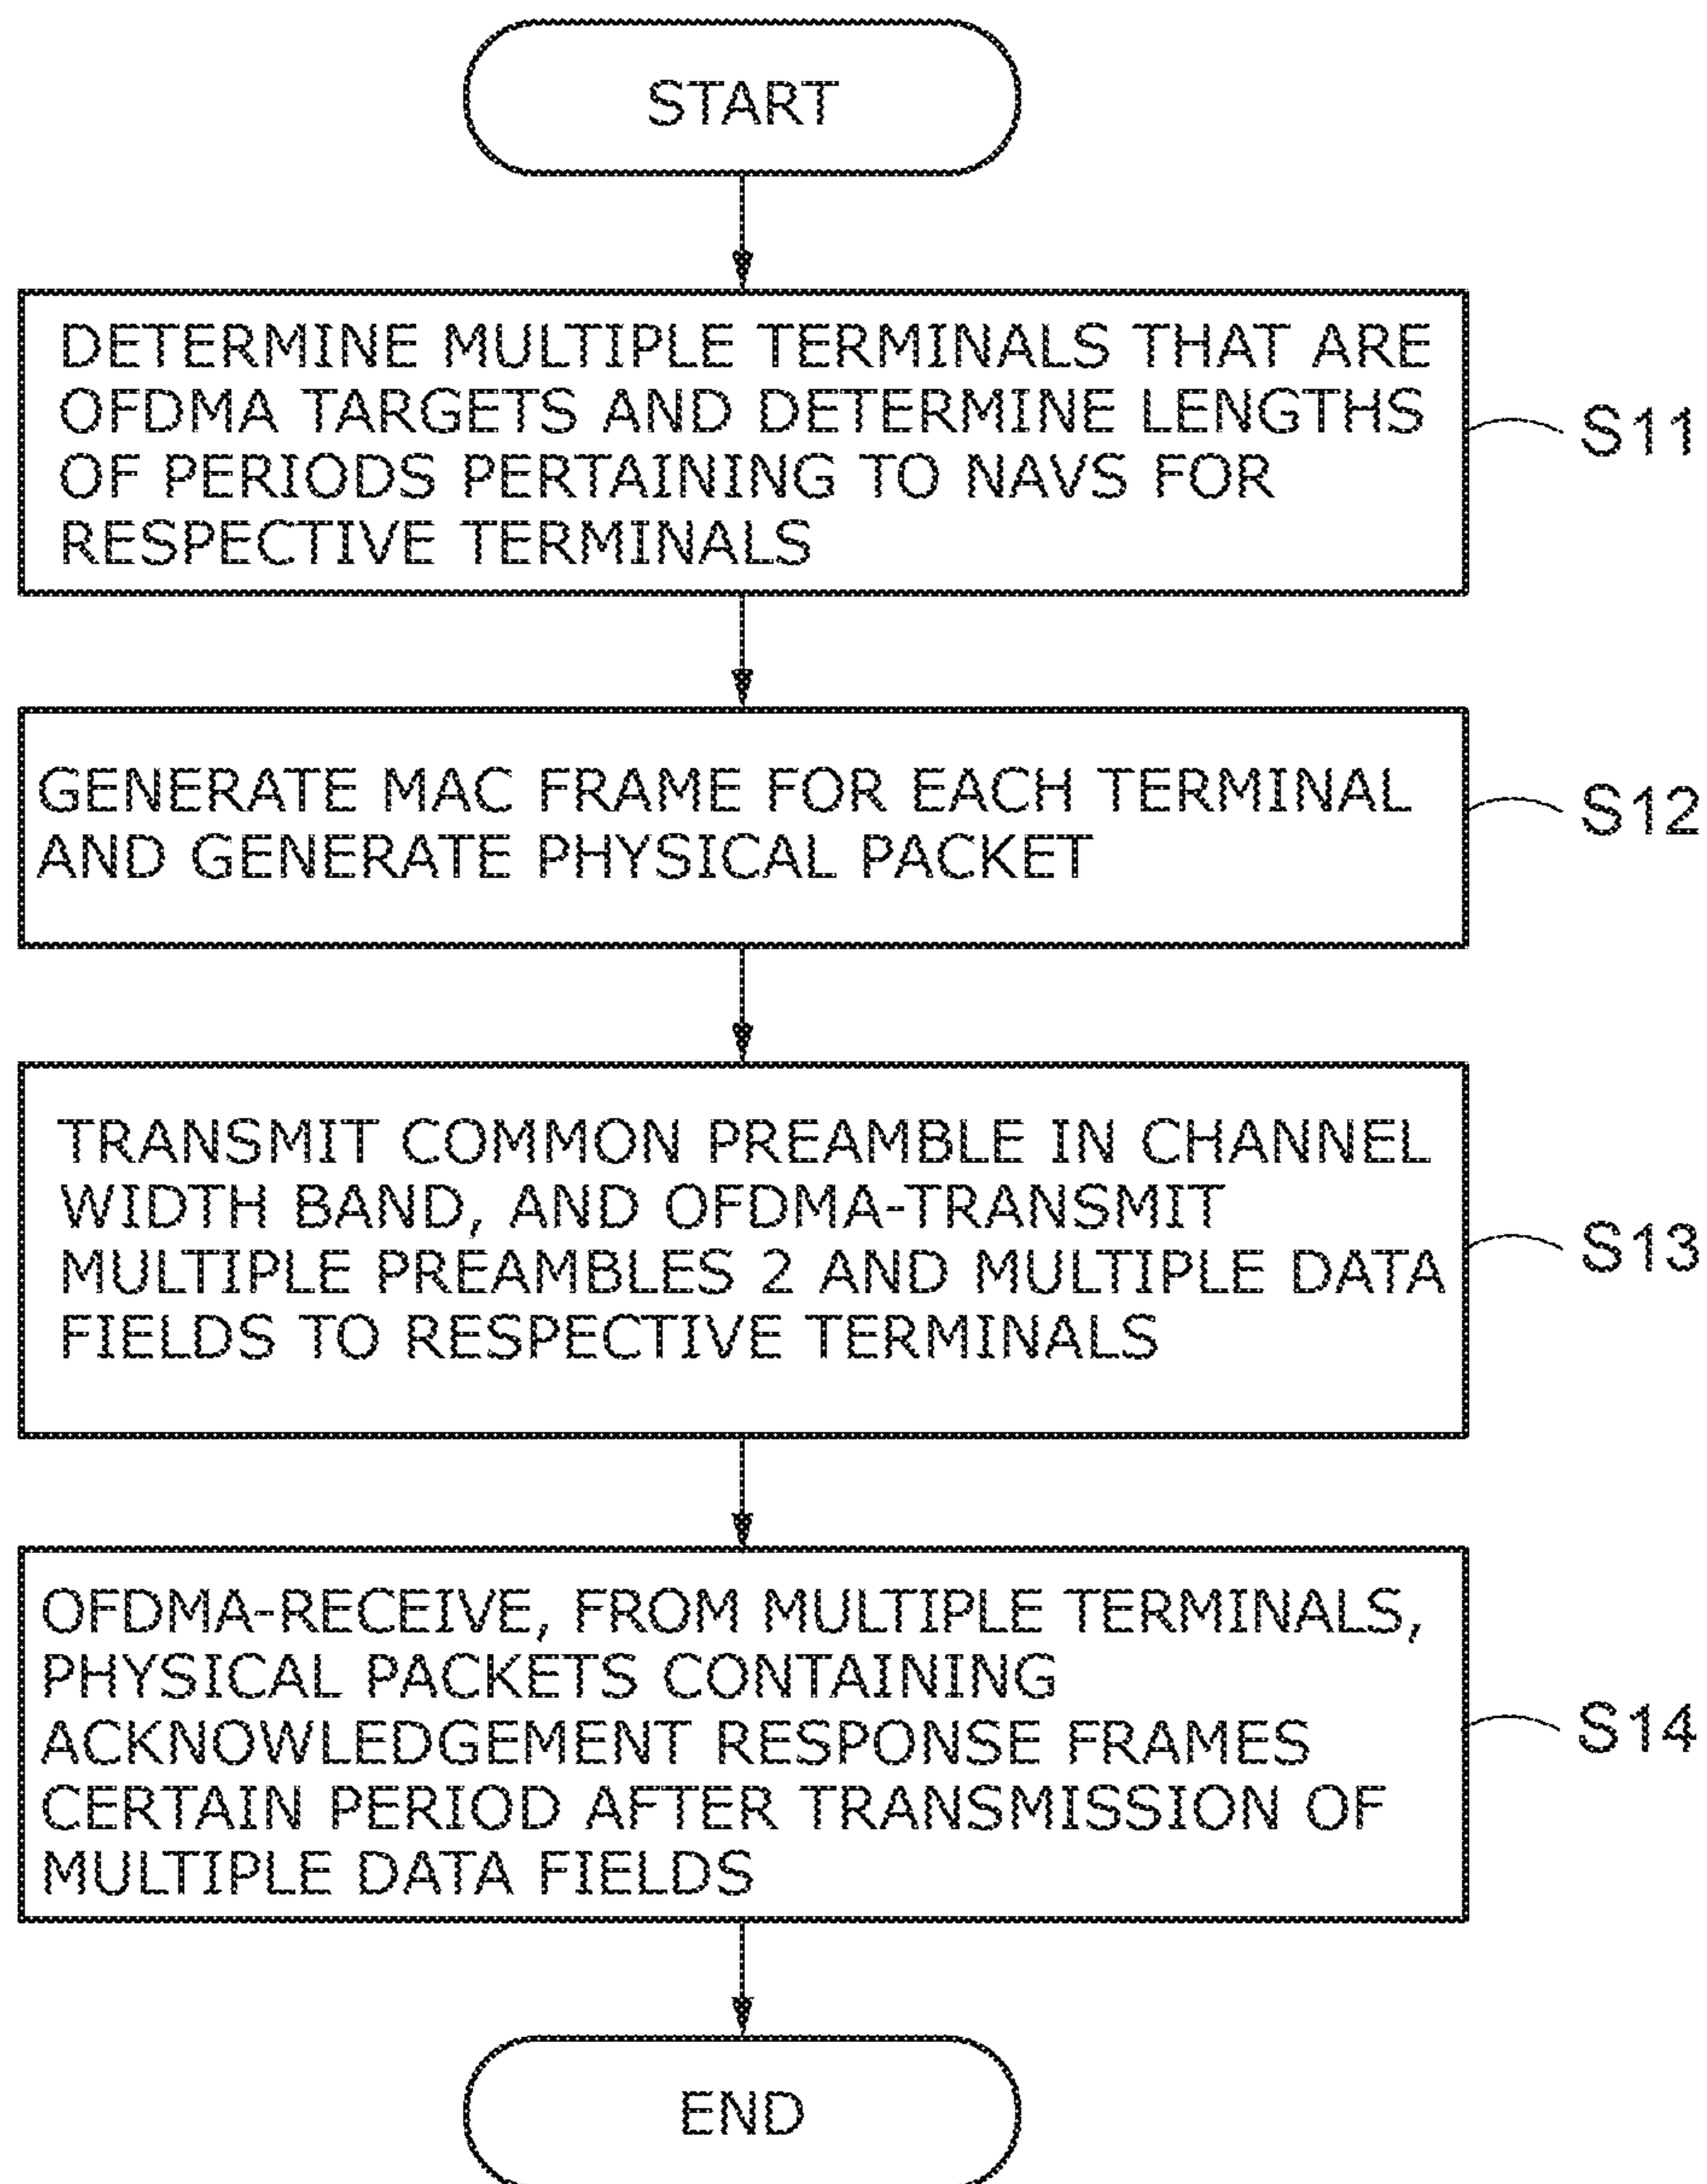 START
DETERMINE MULTIPLE TERMINALS THAT ARE
OFDMA TARGETS AND DETERMINE LENGTHS
OF PERIODS PERTAINING TO NAVS FOR
RESPECTIVE TERMINALS
S11
GENERATE MAC FRAME FOR EACH TERMINAL
AND GENERATE PHYSICAL PACKET
S12
TRANSMIT COMMON PREAMBLE IN CHANNEL
WIDTH BAND, AND OFDMA-TRANSMIT
MULTIPLE PREAMBLES 2 AND MULTIPLE DATA
FIELDS TO RESPECTIVE TERMINALS
S13
OFDMA-RECEIVE, FROM MULTIPLE TERMINALS,
PHYSICAL PACKETS CONTAINING
ACKNOWLEDGEMENT RESPONSE FRAMES
CERTAIN PERIOD AFTER TRANSMISSION OF
MULTIPLE DATA FIELDS
S14
END